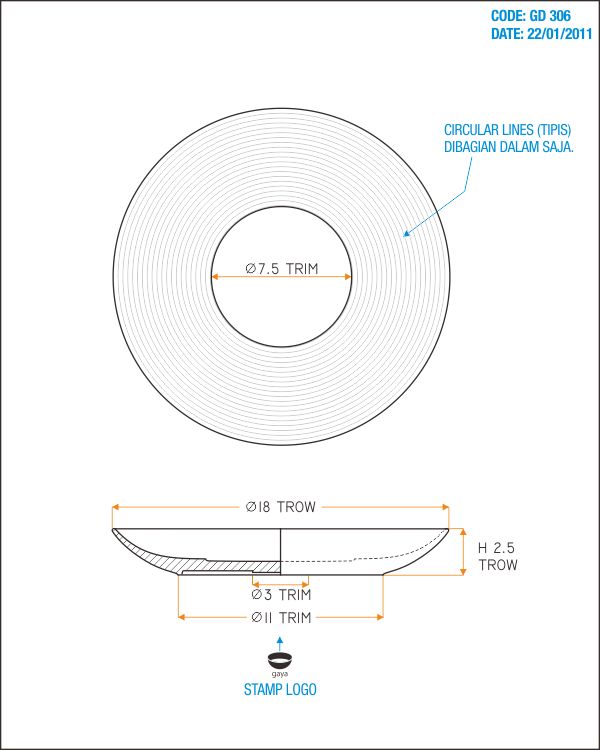 CODE: GD 306
DATE: 22/01/2011
CIRCULAR LINES (TIPIS)
DIBAGIAN DALAM SAJA.
Ø7.5 TRIM
Ø18 TROW
H 2.5
TROW
Ø3 TRIM
Ø11 TRIM
gaya
STAMP LOGO